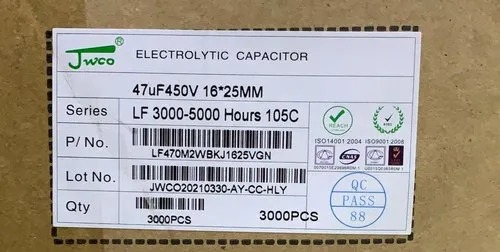 Jwco ® ELECTROLYTIC CAPACITOR
47uF450V 16*25MM
Series LF 3000-5000 Hours 105C
P/ No. LF470M2WBKJ1625VGN
Lot No. JWCO20210330-AY-CC-HLY
Qty 3000PCS 3000PCS
REACH
ISO14001:2004 ISO9001:2008
QC
PASS
88